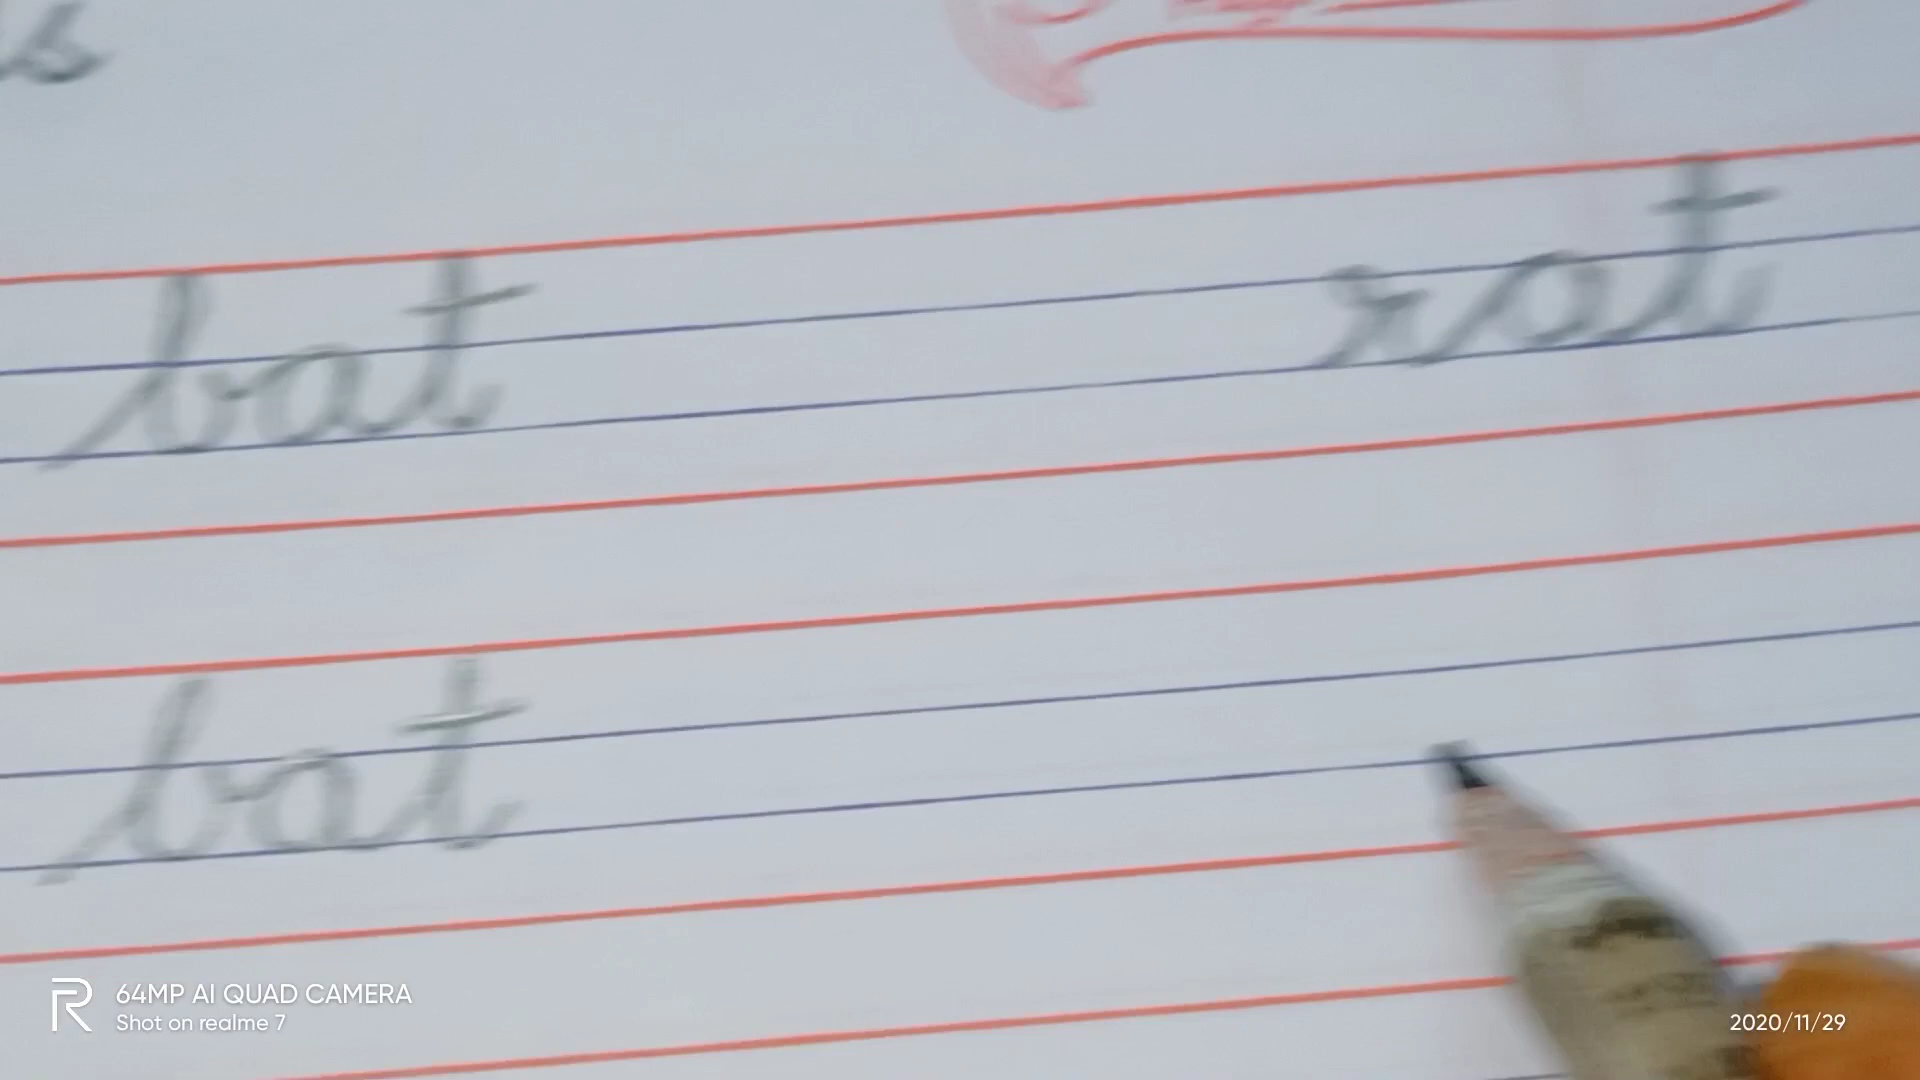 bat rat
bat
64MP AI QUAD CAMERA
Shot on realme 7
2020/11/29